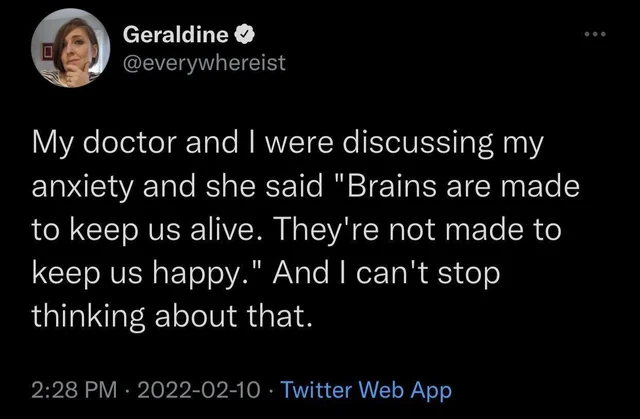 Geraldine
@everywhereist
My doctor and I were discussing my
anxiety and she said "Brains are made
to keep us alive. They're not made to
keep us happy." And I can't stop
thinking about that.
2:28 PM · 2022-02-10 · Twitter Web App